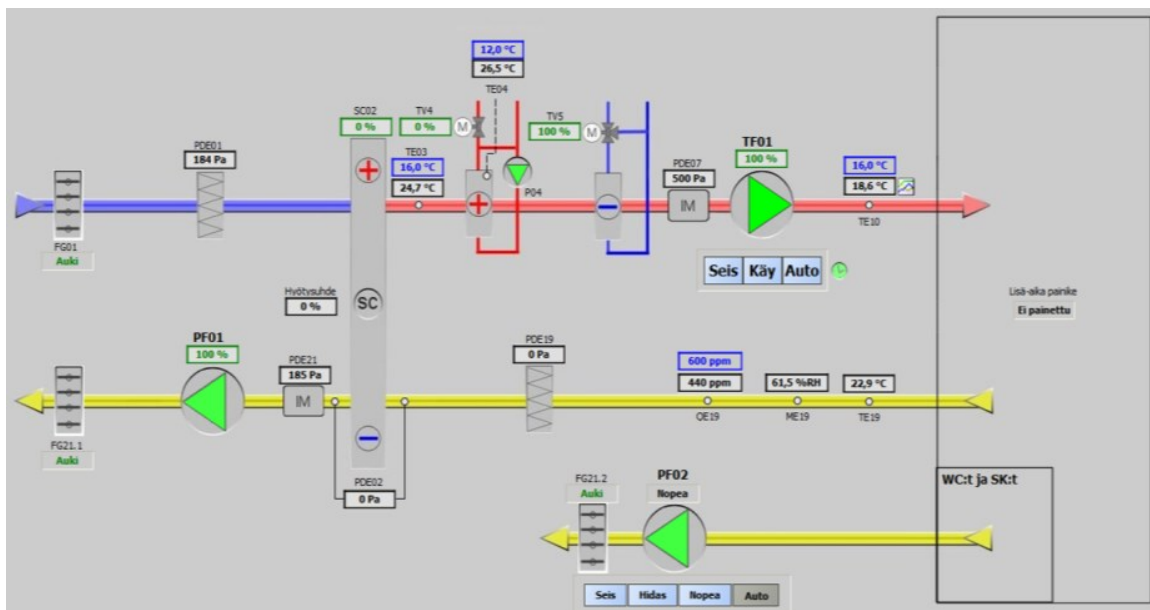 12,0 °C
26,5 °C
TE04
SC02
0 %
TV4
0 %
M
TV5
100 %
M
PDE01
184 Pa
TE03
16,0 °C
24,7 °C
P04
PDE07
500 Pa
IM
TF01
100 %
16,0 °C
18,6 °C
TE10
FG01
Auki
Seis
Käy
Auto
Hyötysuhde
0 %
SC
Lisä-aika painike
Ei painettu
PF01
100 %
PDE21
185 Pa
IM
PDE19
0 Pa
600 ppm
440 ppm
QE19
61,5 %RH
ME19
22,9 °C
TE19
FG21.1
Auki
PDE02
0 Pa
FG21.2
Auki
PF02
Nopea
WC:t ja SK:t
Seis
Hidas
Nopea
Auto